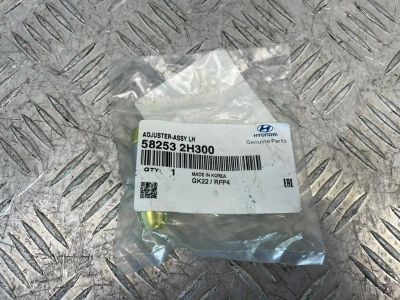 ADJUSTER-ASSY LH
58253 2H300
HYUNDAI
Genuine Parts
QTY. 1
MADE IN KOREA
GK22 / RFP4
EAC